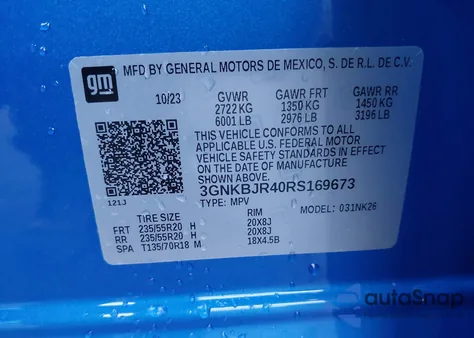 gm
MFD BY GENERAL MOTORS DE MEXICO, S. DE R.L. DE C.V.
10/23 GVWR GAWR FRT GAWR RR
2722 KG 1350 KG 1450 KG
6001 LB 2976 LB 3196 LB
THIS VEHICLE CONFORMS TO ALL
APPLICABLE U.S. FEDERAL MOTOR
VEHICLE SAFETY STANDARDS IN EFFECT
ON THE DATE OF MANUFACTURE
3GNKBJR40RS169673
121J TYPE: MPV MODEL: 031NK26
TIRE SIZE RIM
FRT 235/55R20 H 20X8J
RR 235/55R20 H 20X8J
SPA T135/70R18 M 18X4.5B
autoSnap